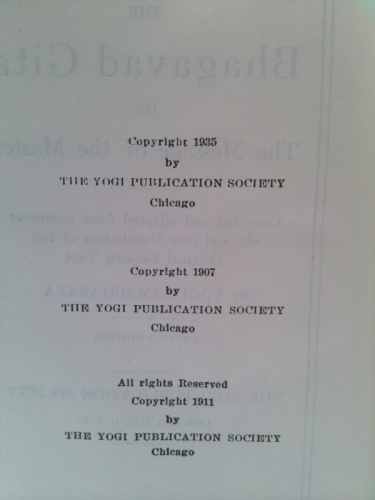 Copyright 1935
by
THE YOGI PUBLICATION SOCIETY
Chicago
Copyright 1907
by
THE YOGI PUBLICATION SOCIETY
Chicago
All rights Reserved
Copyright 1911
by
THE YOGI PUBLICATION SOCIETY
Chicago